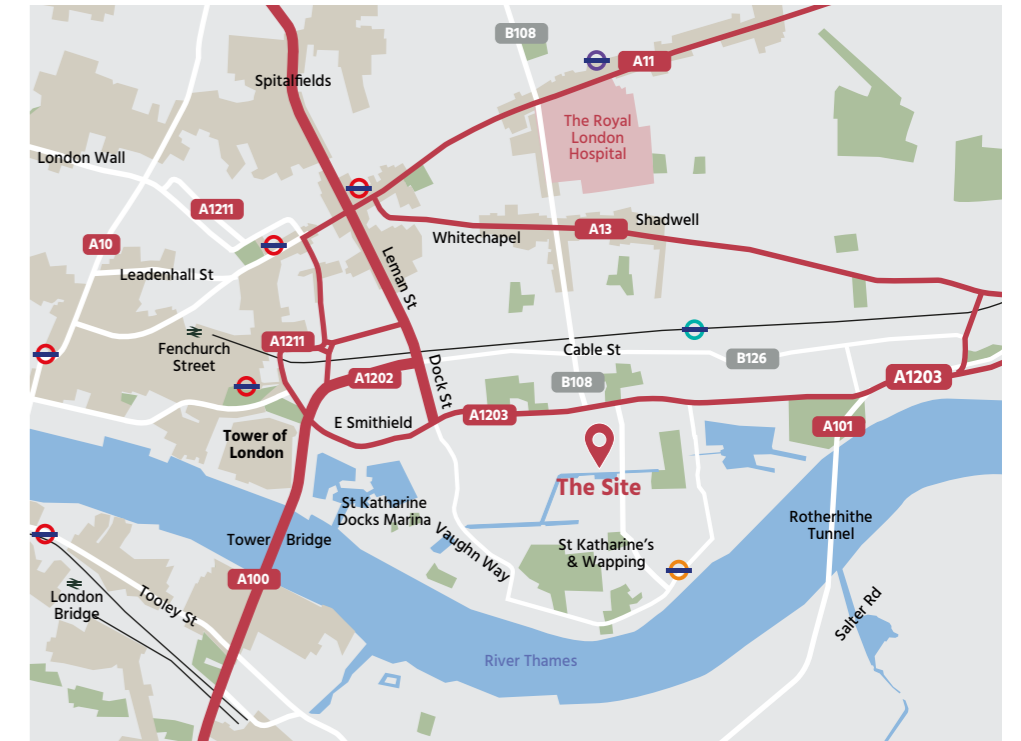 B108
A11
Spitalfields
The Royal
London
Hospital
London Wall
A1211
A10
Shadwell
A13
Whitechapel
Leadenhall St
Leman St
Fenchurch
Street
A1211
Cable St
B126
A1202
Dock St
B108
A1203
A1203
E Smithield
A101
Tower of
London
The Site
St Katharine
Docks Marina
Vaughn Way
Rotherhithe
Tunnel
Tower Bridge
St Katharine's
& Wapping
A100
London
Bridge
Tooley St
Salter Rd
River Thames